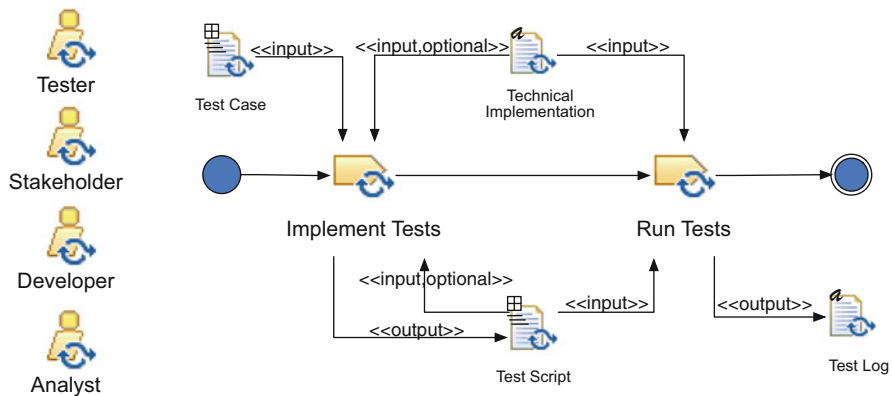 Tester
Stakeholder
Developer
Analyst
<<input>>
<<input,optional>>
<<input>>
a
Test Case
Technical
Implementation
Implement Tests
Run Tests
<<input,optional>>
<<input>>
<<output>>
<<output>>
a
Test Script
Test Log